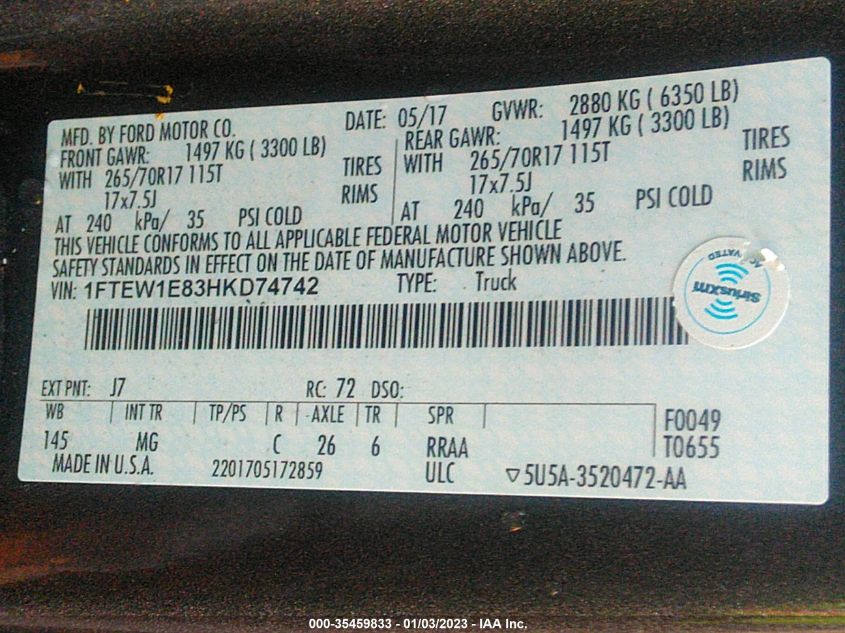 MFD. BY FORD MOTOR CO. DATE: 05/17 GVWR: 2880 KG ( 6350 LB)
FRONT GAWR: 1497 KG ( 3300 LB) REAR GAWR: 1497 KG ( 3300 LB)
WITH 265/70R17 115T TIRES WITH 265/70R17 115T TIRES
17x7.5J RIMS 17x7.5J RIMS
AT 240 kPa/ 35 PSI COLD AT 240 kPa/ 35 PSI COLD
THIS VEHICLE CONFORMS TO ALL APPLICABLE FEDERAL MOTOR VEHICLE
SAFETY STANDARDS IN EFFECT ON THE DATE OF MANUFACTURE SHOWN ABOVE.
VIN: 1FTEW1E83HKD74742 TYPE: Truck
ACTIVATED
siriusxm
EXT PNT: J7 RC: 72 DSO:
WB INT TR TP/PS R AXLE TR SPR F0049
145 MG C 26 6 RRAA T0655
MADE IN U.S.A. 2201705172859 ULC ▽5U5A-3520472-AA
000-35459833 - 01/03/2023 - IAA Inc.